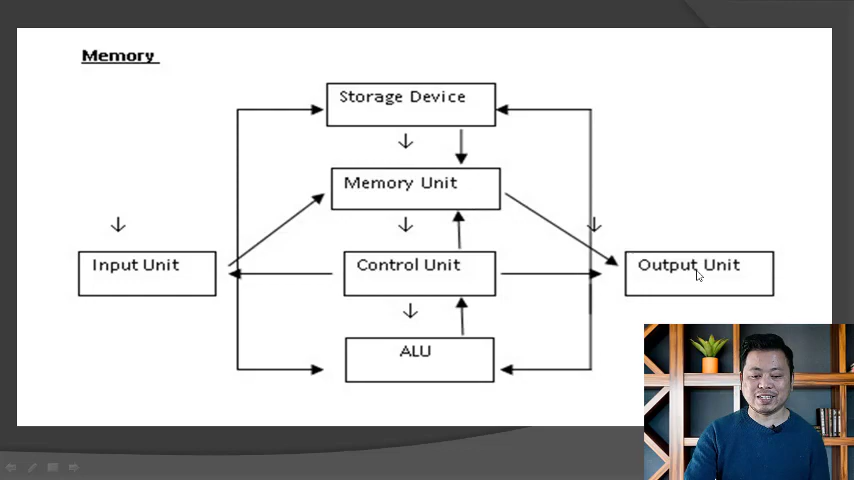 Memory
Storage Device
Memory Unit
Input Unit
Control Unit
Output Unit
ALU